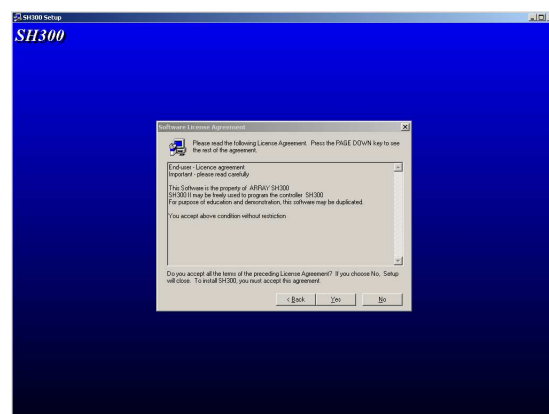 SH300 Setup
SH300
Software License Agreement
Please read the following License Agreement. Press the PAGE DOWN key to see
the rest of the agreement.
End-user - Licence agreement
Important - please read carefully
This Software is the property of ARRAY SH300
SH300 II may be freely used to program the controller SH300
For purpose of education and demonstration, this software may be duplicated.
You accept above condition without restriction
Do you accept all the terms of the preceding License Agreement? If you choose No, Setup
will close. To install SH300, you must accept this agreement.
< Back
Yes
No